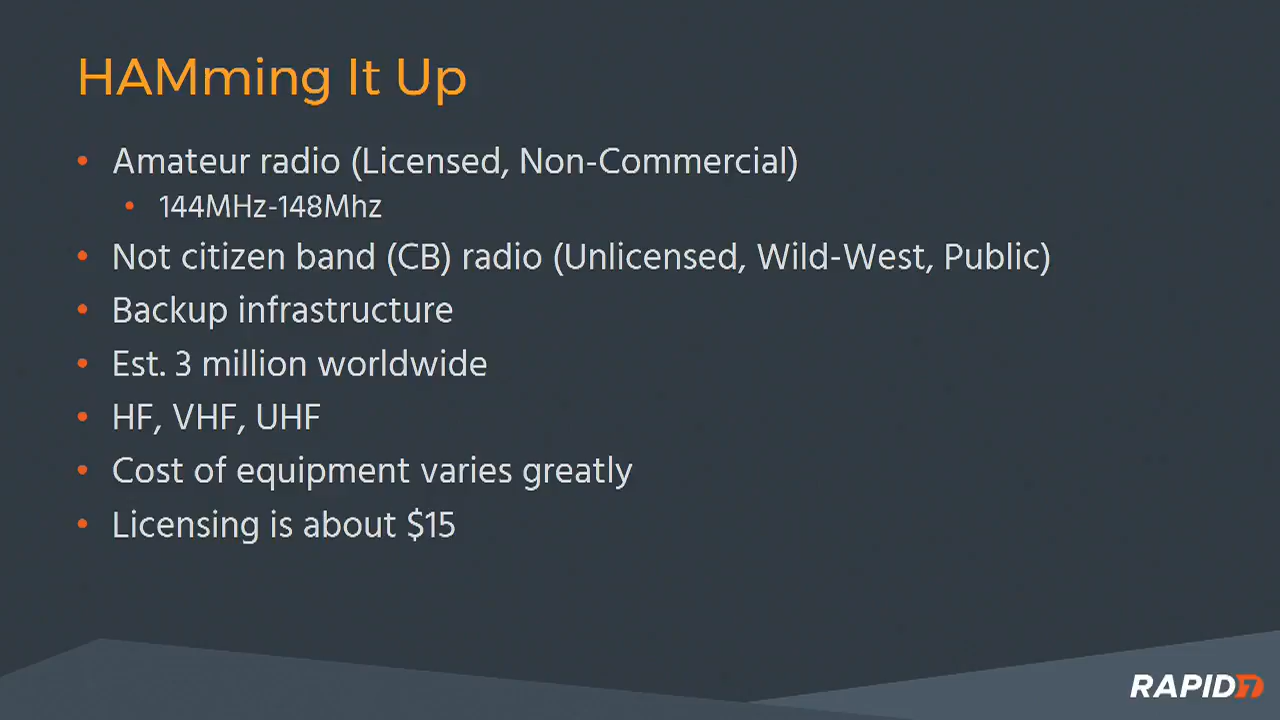 HAMming It Up
• Amateur radio (Licensed, Non-Commercial)
• 144MHz-148Mhz
• Not citizen band (CB) radio (Unlicensed, Wild-West, Public)
• Backup infrastructure
• Est. 3 million worldwide
• HF, VHF, UHF
• Cost of equipment varies greatly
• Licensing is about $15
RAPID7